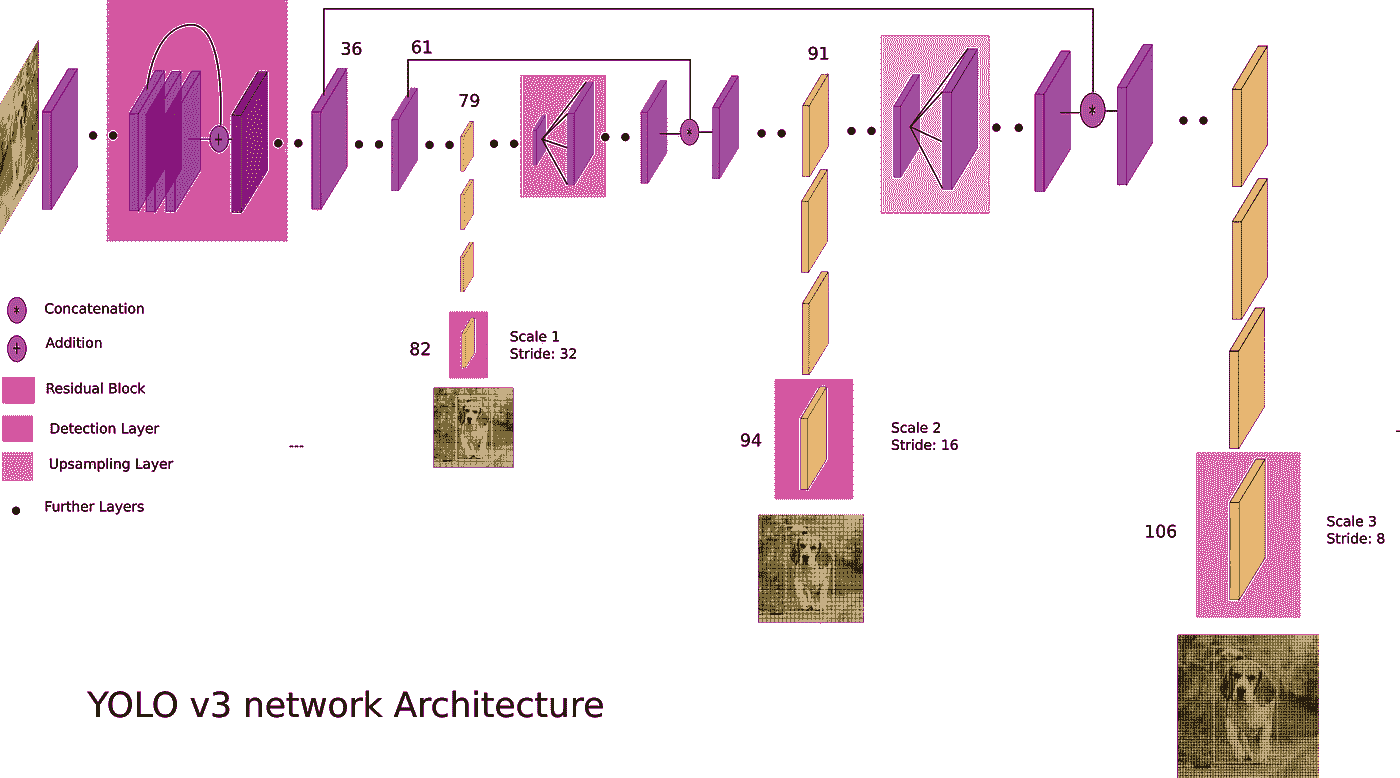 36
61
91
79
Concatenation
Addition
Residual Block
Detection Layer
Upsampling Layer
Further Layers
82
Scale 1
Stride: 32
94
Scale 2
Stride: 16
106
Scale 3
Stride: 8
YOLO v3 network Architecture